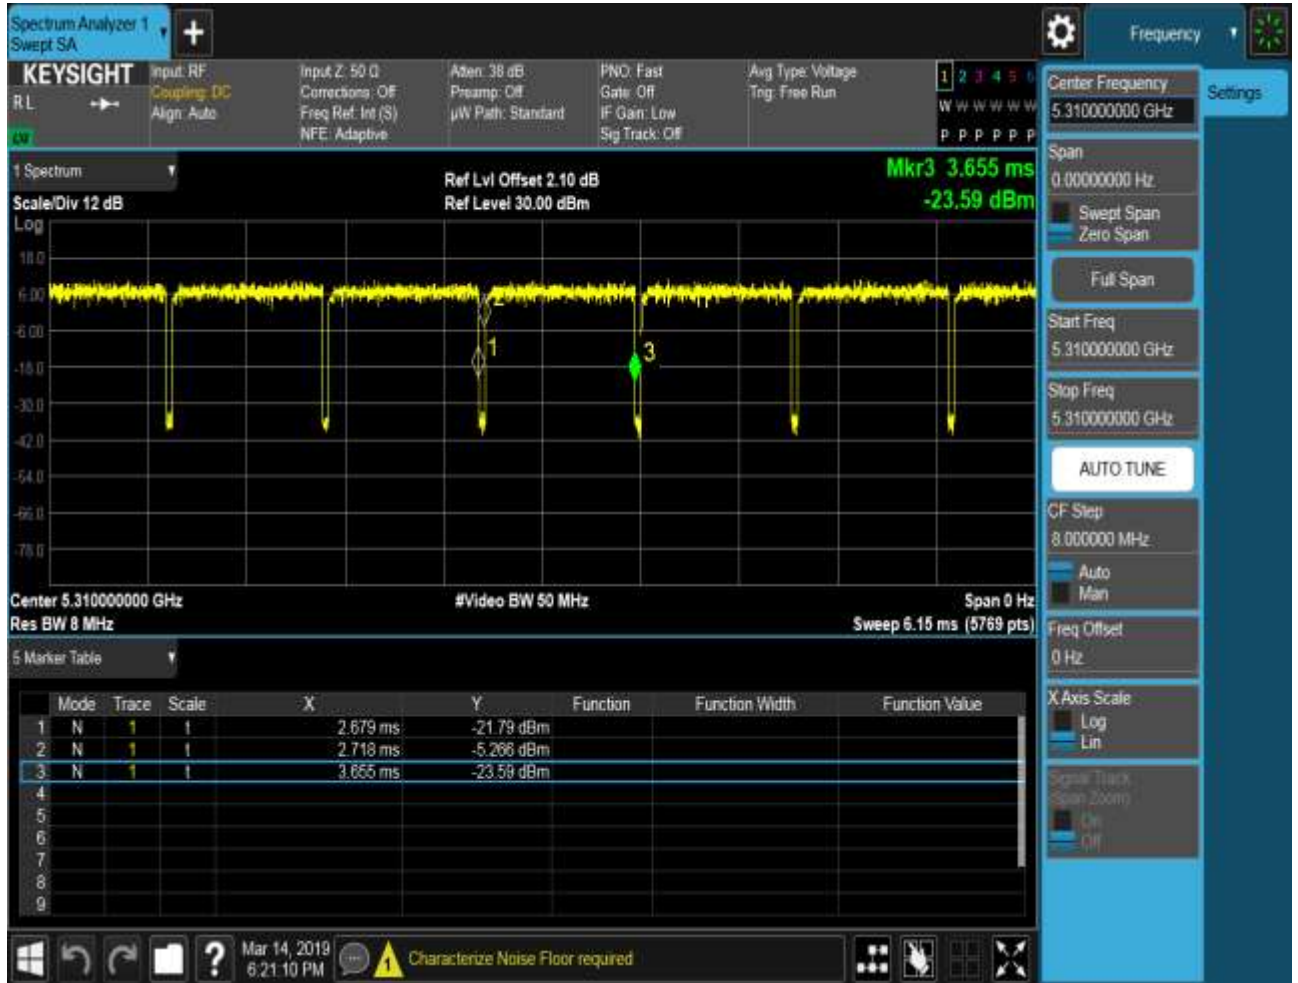 Spectrum Analyzer 1
Swept SA
+
Frequency
KEYSIGHT
RL
Input: RF
Coupling: DC
Align: Auto
Input Z: 50 Ω
Corrections: Off
Freq Ref: Int (S)
NFE: Adaptive
Atten: 38 dB
Preamp: Off
µW Path: Standard
PNO: Fast
Gate: Off
IF Gain: Low
Sig Track: Off
Avg Type: Voltage
Trig: Free Run
1 2 3 4 5 6
W W W W W W
P P P P P P
1 Spectrum
Scale/Div 12 dB
Ref Lvl Offset 2.10 dB
Ref Level 30.00 dBm
Mkr3 3.655 ms
-23.59 dBm
Log
18.0
6.00
-6.00
-18.0
-30.0
-42.0
-54.0
-66.0
-78.0
2
1
3
Center 5.310000000 GHz
#Video BW 50 MHz
Span 0 Hz
Res BW 8 MHz
Sweep 6.15 ms (5769 pts)
5 Marker Table
Mode Trace Scale X Y Function Function Width Function Value
1 N 1 t 2.679 ms -21.79 dBm
2 N 1 t 2.718 ms -5.266 dBm
3 N 1 t 3.655 ms -23.59 dBm
4
5
6
7
8
9
?
Mar 14, 2019
6:21:10 PM
1
Characterize Noise Floor required
Center Frequency
5.310000000 GHz
Settings
Span
0.00000000 Hz
Swept Span
Zero Span
Full Span
Start Freq
5.310000000 GHz
Stop Freq
5.310000000 GHz
AUTO TUNE
CF Step
8.000000 MHz
Auto
Man
Freq Offset
0 Hz
X Axis Scale
Log
Lin
Signal Track
(Span Zoom)
On
Off